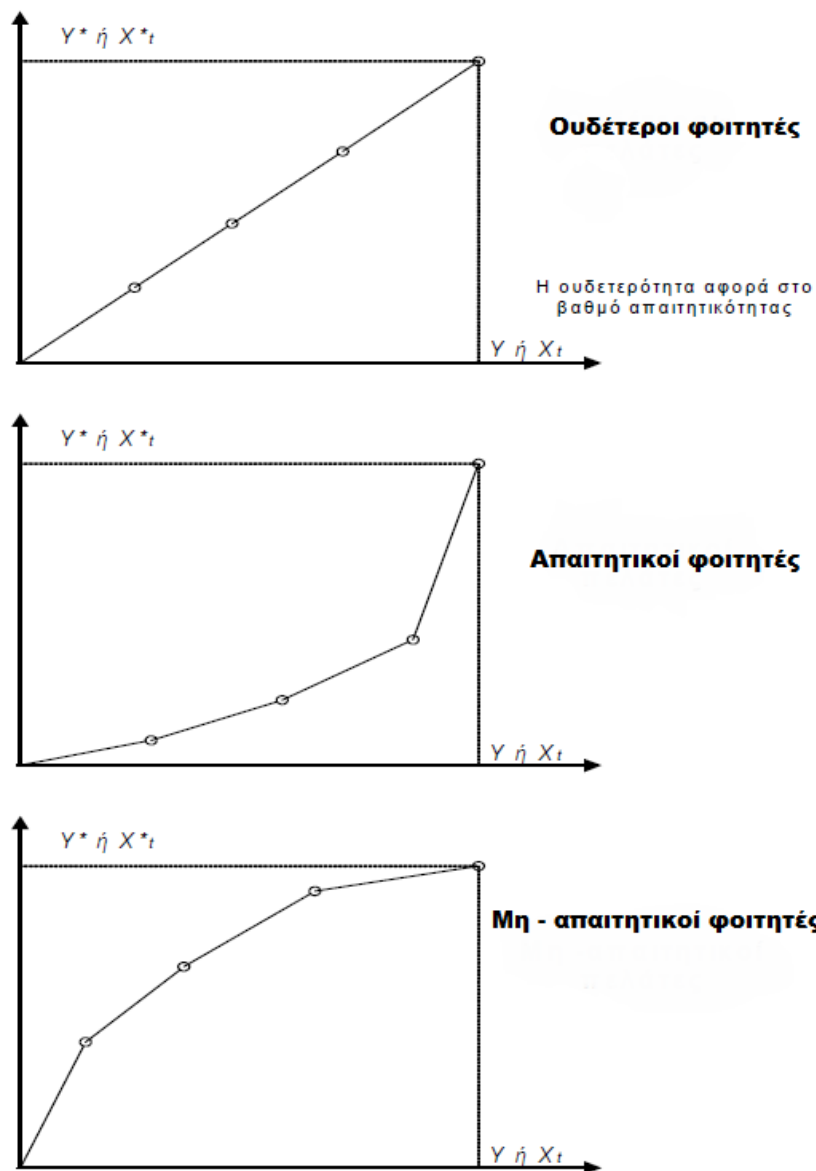 Y* ή X*t
Ουδέτεροι φοιτητές
Η ουδετερότητα αφορά στο
βαθμό απαιτητικότητας
Y ή Xt
Y* ή X*t
Απαιτητικοί φοιτητές
Y ή Xt
Y* ή X*t
Μη - απαιτητικοί φοιτητές
Y ή Xt